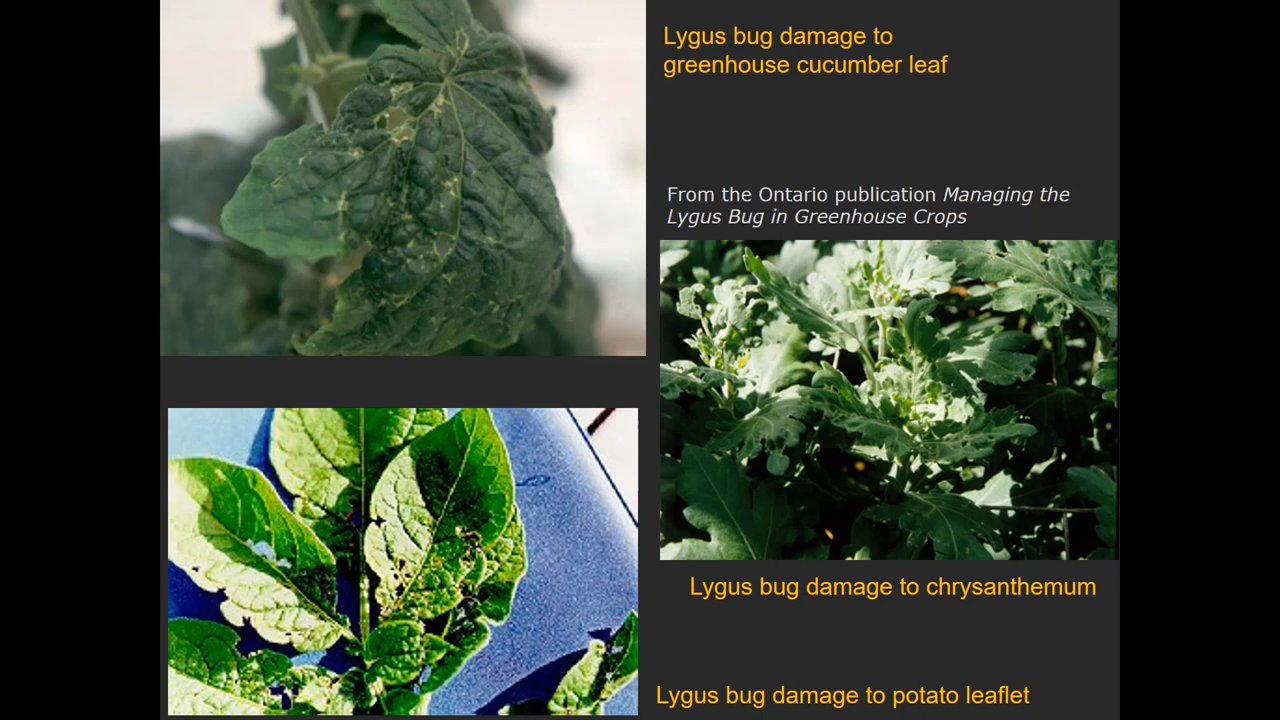 Lygus bug damage to
greenhouse cucumber leaf
From the Ontario publication Managing the
Lygus Bug in Greenhouse Crops
Lygus bug damage to chrysanthemum
Lygus bug damage to potato leaflet